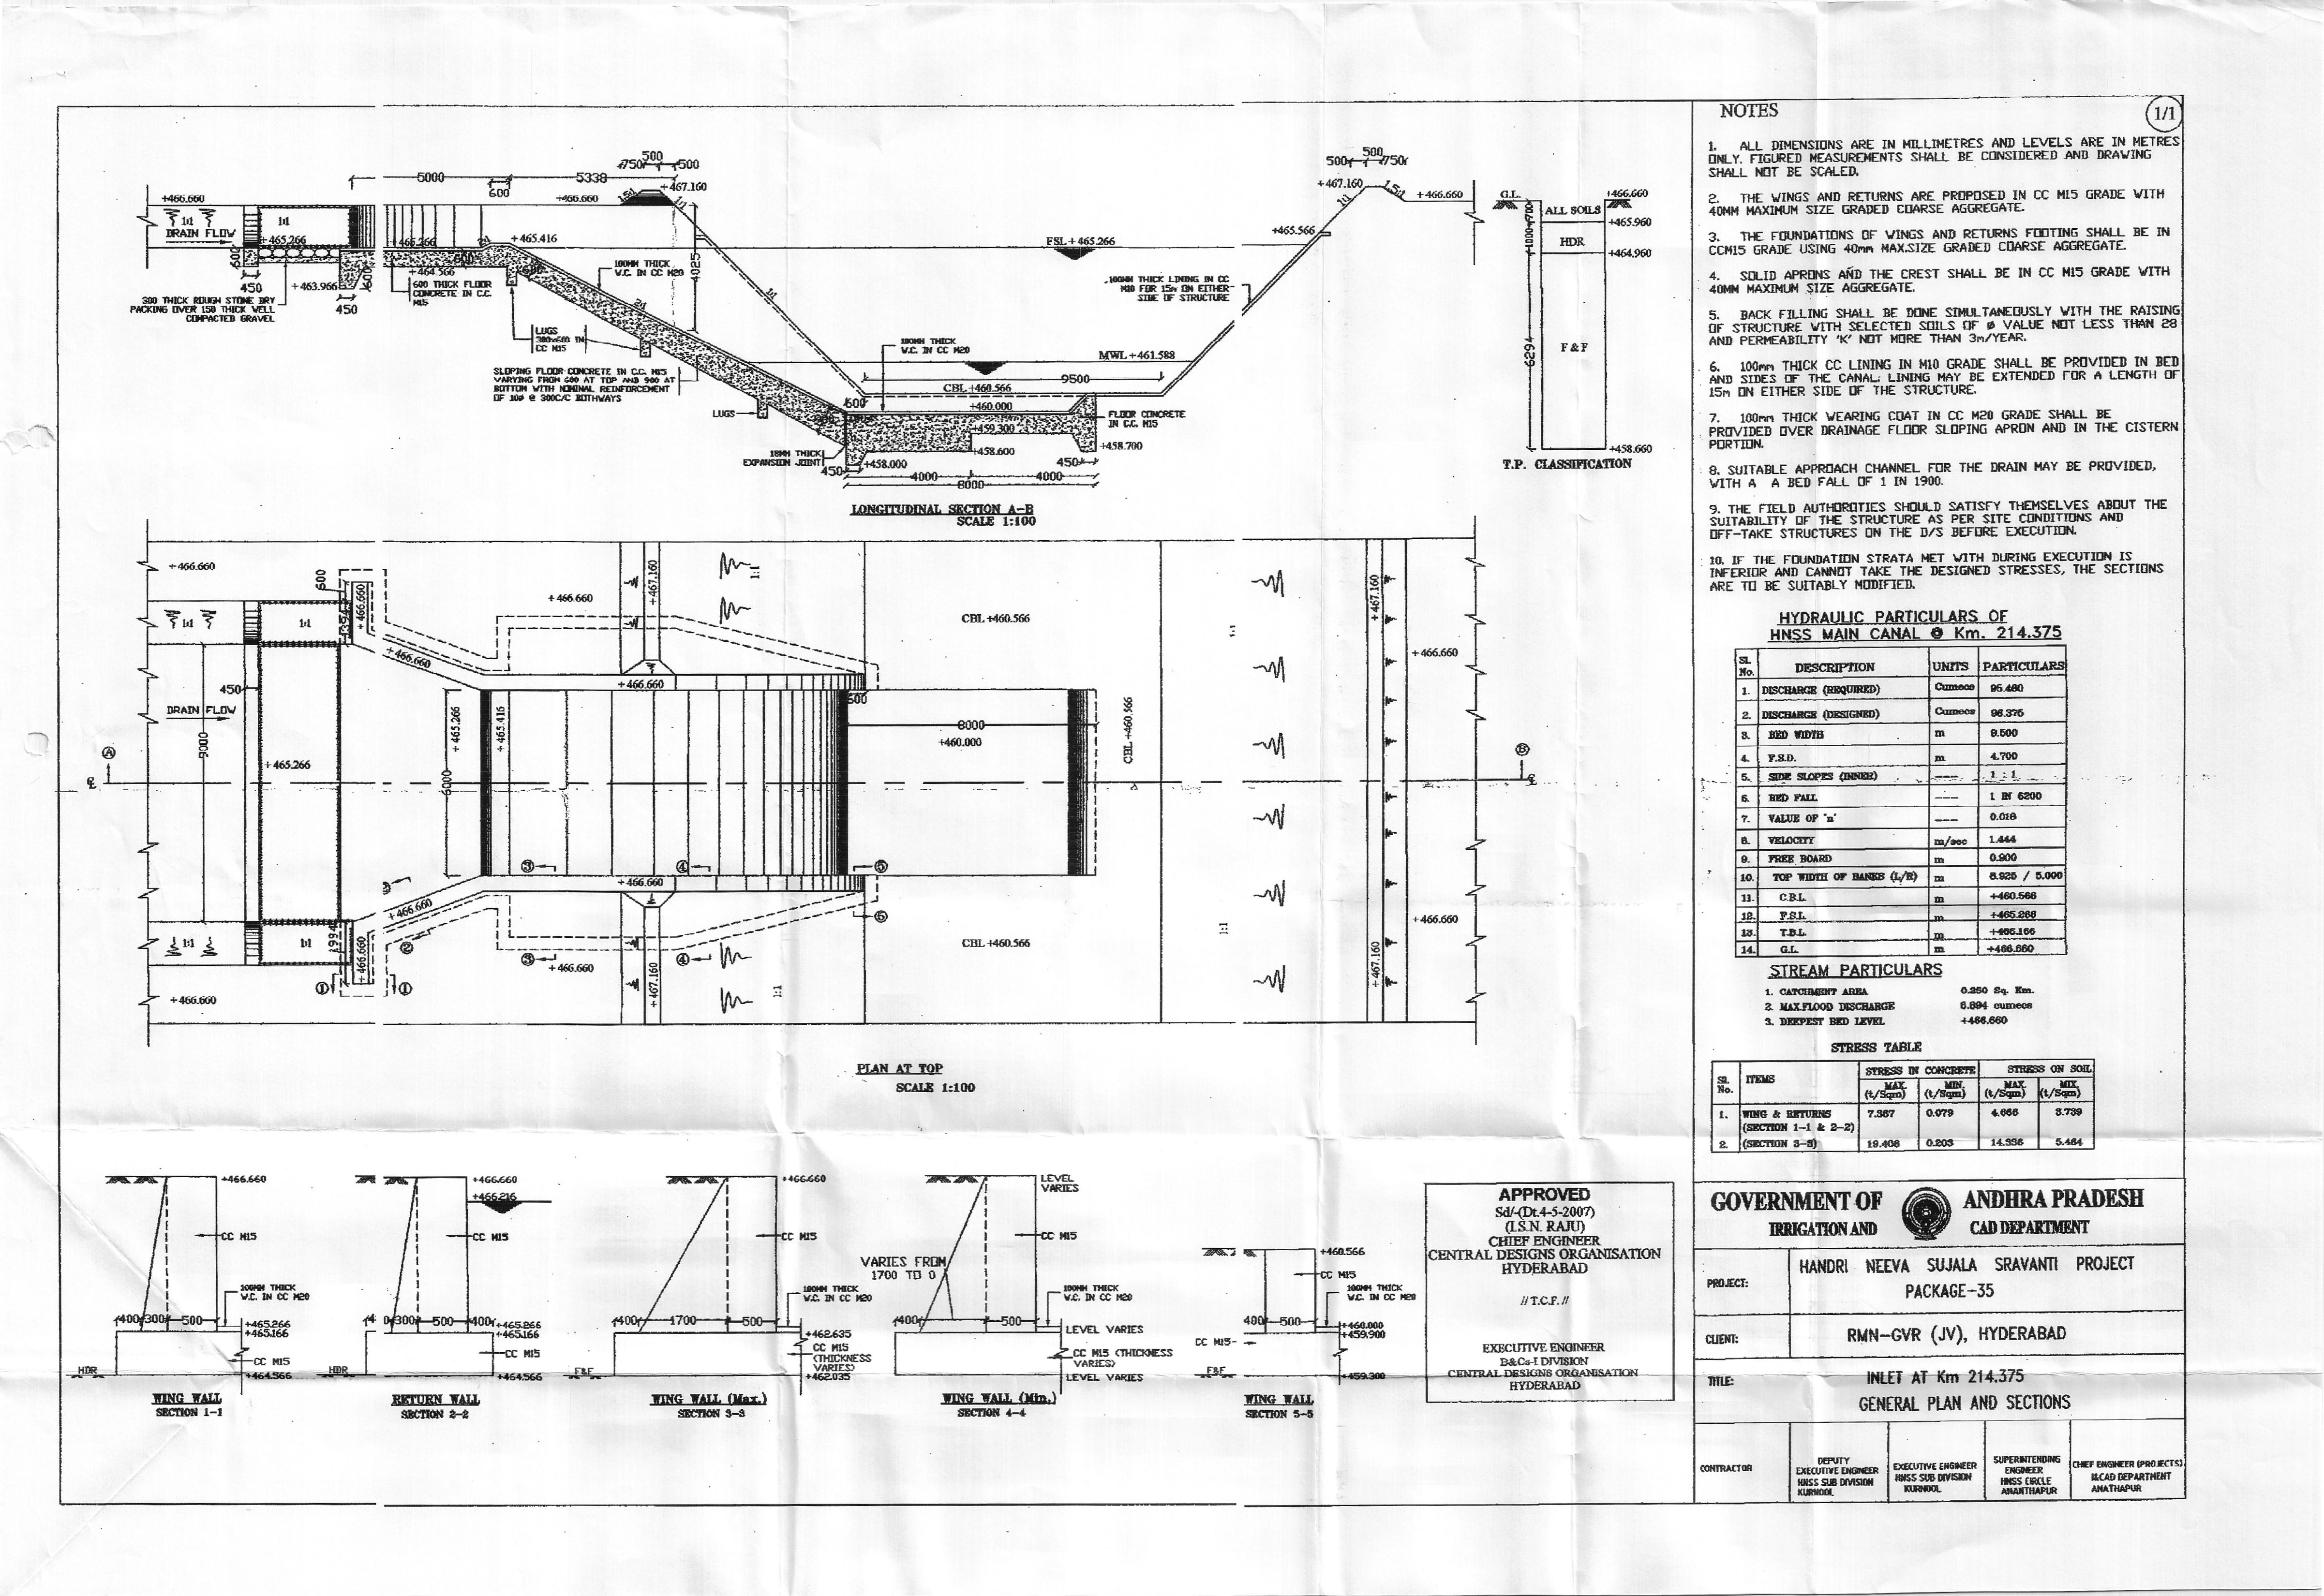 NOTES
1/1
1. ALL DIMENSIONS ARE IN MILLIMETRES AND LEVELS ARE IN METRES
ONLY. FIGURED MEASUREMENTS SHALL BE CONSIDERED AND DRAWING
SHALL NOT BE SCALED.
2. THE WINGS AND RETURNS ARE PROPOSED IN CC M15 GRADE WITH
40MM MAXIMUM SIZE GRADED COARSE AGGREGATE.
3. THE FOUNDATIONS OF WINGS AND RETURNS FOOTING SHALL BE IN
CCM15 GRADE USING 40mm MAX.SIZE GRADED COARSE AGGREGATE.
4. SOLID APRONS AND THE CREST SHALL BE IN CC M15 GRADE WITH
40MM MAXIMUM SIZE AGGREGATE.
5. BACK FILLING SHALL BE DONE SIMULTANEOUSLY WITH THE RAISING
OF STRUCTURE WITH SELECTED SOILS OF ø VALUE NOT LESS THAN 28
AND PERMEABILITY 'K' NOT MORE THAN 3m/YEAR.
6. 100mm THICK CC LINING IN M10 GRADE SHALL BE PROVIDED IN BED
AND SIDES OF THE CANAL; LINING MAY BE EXTENDED FOR A LENGTH OF
15m ON EITHER SIDE OF THE STRUCTURE.
7. 100mm THICK WEARING COAT IN CC M20 GRADE SHALL BE
PROVIDED OVER DRAINAGE FLOOR SLOPING APRON AND IN THE CISTERN
PORTION.
8. SUITABLE APPROACH CHANNEL FOR THE DRAIN MAY BE PROVIDED,
WITH A A BED FALL OF 1 IN 1900.
9. THE FIELD AUTHOROTIES SHOULD SATISFY THEMSELVES ABOUT THE
SUITABILITY OF THE STRUCTURE AS PER SITE CONDITIONS AND
OFF-TAKE STRUCTURES ON THE D/S BEFORE EXECUTION.
10. IF THE FOUNDATION STRATA MET WITH DURING EXECUTION IS
INFERIOR AND CANNOT TAKE THE DESIGNED STRESSES, THE SECTIONS
ARE TO BE SUITABLY MODIFIED.
HYDRAULIC PARTICULARS OF
HNSS MAIN CANAL @ Km. 214.375
Sl. No. DESCRIPTION UNITS PARTICULARS
1. DISCHARGE (REQUIRED) Cumecs 95.460
2. DISCHARGE (DESIGNED) Cumecs 96.375
3. BED WIDTH m 9.500
4. F.S.D. m 4.700
5. SIDE SLOPES (INNER) --- 1 : 1
6. BED FALL --- 1 IN 6200
7. VALUE OF 'n' --- 0.018
8. VELOCITY m/sec 1.444
9. FREE BOARD m 0.900
10. TOP WIDTH OF BANKS (L/R) m 8.925 / 5.000
11. C.B.L. m +460.566
12. F.S.L. m +465.266
13. T.B.L. m +466.166
14. G.L. m +466.660
STREAM PARTICULARS
1. CATCHMENT AREA 0.250 Sq. Km.
2. MAX.FLOOD DISCHARGE 6.894 cumecs
3. DEEPEST BED LEVEL +466.660
STRESS TABLE
Sl. No. ITEMS STRESS IN CONCRETE STRESS ON SOIL
MAX. (t/Sqm) MIN. (t/Sqm) MAX. (t/Sqm) MIX. (t/Sqm)
1. WING & RETURNS 7.387 0.079 4.666 3.739
(SECTION 1-1 & 2-2)
2. (SECTION 3-3) 19.408 0.203 14.336 5.464
GOVERNMENT OF ANDHRA PRADESH
IRRIGATION AND CAD DEPARTMENT
PROJECT: HANDRI NEEVA SUJALA SRAVANTI PROJECT
PACKAGE-35
CLIENT: RMN-GVR (JV), HYDERABAD
TITLE: INLET AT Km 214.375
GENERAL PLAN AND SECTIONS
CONTRACTOR
DEPUTY
EXECUTIVE ENGINEER
HNSS SUB DIVISION
KURNOOL
EXECUTIVE ENGINEER
HNSS SUB DIVISION
KURNOOL
SUPERINTENDING
ENGINEER
HNSS CIRCLE
ANANTHAPUR
CHIEF ENGINEER (PROJECTS)
I&CAD DEPARTMENT
ANATHAPUR
500
750 500
5000
5338
600
+467.160
+466.660
+466.660
1:1
1:1
DRAIN FLOW
+465.266
+465.266
+465.416
600
450
+463.966
450
600
+464.566
600 THICK FLOOR
CONCRETE IN C.C.
M15
300 THICK ROUGH STONE DRY
PACKING OVER 150 THICK WELL
COMPACTED GRAVEL
100MM THICK
W.C. IN CC M20
4025
1:1
2:1
LUGS
300x600 IN
CC M15
SLOPING FLOOR CONCRETE IN C.C. M15
VARYING FROM 600 AT TOP AND 900 AT
BOTTOM WITH NOMINAL REINFORCEMENT
OF 10ø @ 300C/C BOTHWAYS
LUGS
18MM THICK
EXPANSION JOINT
FSL +465.266
100MM THICK
W.C. IN CC M20
MWL +461.588
9500
CBL +460.566
600
+460.000
+459.300
+458.600
+458.000
+458.700
FLOOR CONCRETE
IN C.C. M15
450
450
4000 4000
8000
100MM THICK LINING IN CC
M10 FOR 15m ON EITHER
SIDE OF STRUCTURE
500
500 750
+467.160
1:1
1.5:1
+466.660
+465.566
G.L.
+466.660
700
ALL SOILS
+465.960
1000
HDR
+464.960
6294
F & F
+458.660
T.P. CLASSIFICATION
LONGITUDINAL SECTION A-B
SCALE 1:100
+466.660
600
+466.660
1:1
1:1
1394
+466.660
+466.660
+467.160
1:1
CBL +460.566
1:1
+467.160
+466.660
+466.660
450
DRAIN FLOW
9000
+465.266
6000
+465.266
+465.416
600
8000
+460.000
CBL +460.566
A
B
3
4
5
+466.660
+466.660
2
3
4
5
1:1
1:1
1994
+466.660
1
1
+466.660
+466.660
+467.160
1:1
CBL +460.566
1:1
+467.160
+466.660
PLAN AT TOP
SCALE 1:100
+466.660
CC M15
100MM THICK
W.C. IN CC M20
400 300 500
+465.266
+465.166
CC M15
+464.566
HDR
WING WALL
SECTION 1-1
+466.660
+466.216
CC M15
300 500 400
+465.266
+465.166
CC M15
+464.566
HDR
RETURN WALL
SECTION 2-2
+466.660
CC M15
100MM THICK
W.C. IN CC M20
400 1700 500
+462.635
CC M15
(THICKNESS
VARIES)
+462.035
F&F
WING WALL (Max.)
SECTION 3-3
LEVEL
VARIES
CC M15
VARIES FROM
1700 TO 0
100MM THICK
W.C. IN CC M20
400 500
LEVEL VARIES
CC M15 (THICKNESS
VARIES)
LEVEL VARIES
WING WALL (Min.)
SECTION 4-4
+460.566
CC M15
100MM THICK
W.C. IN CC M20
400 500
+460.000
+459.900
CC M15
+459.300
F&F
WING WALL
SECTION 5-5
APPROVED
Sd/-(Dt.4-5-2007)
(I.S.N. RAJU)
CHIEF ENGINEER
CENTRAL DESIGNS ORGANISATION
HYDERABAD
// T.C.F. //
EXECUTIVE ENGINEER
B&Cs-I DIVISION
CENTRAL DESIGNS ORGANISATION
HYDERABAD